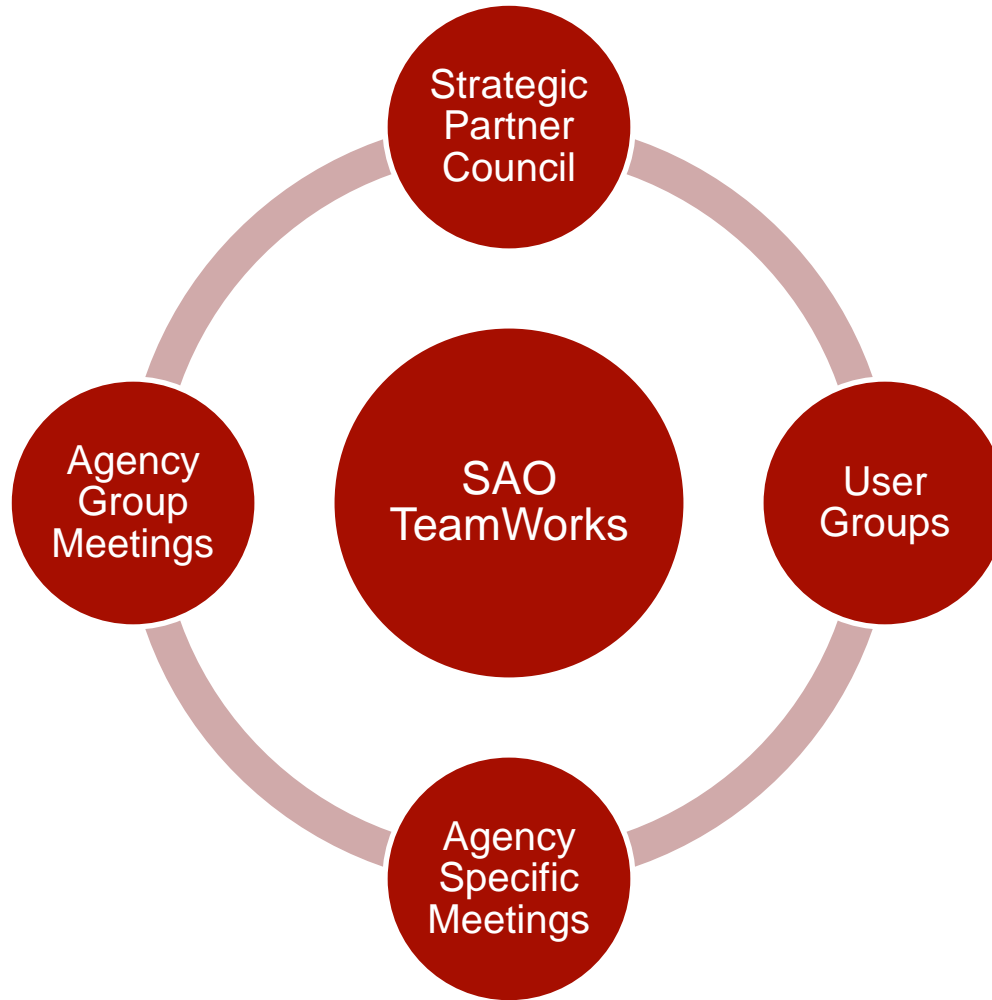 Strategic
Partner
Council
Agency
Group
Meetings
SAO
TeamWorks
User
Groups
Agency
Specific
Meetings